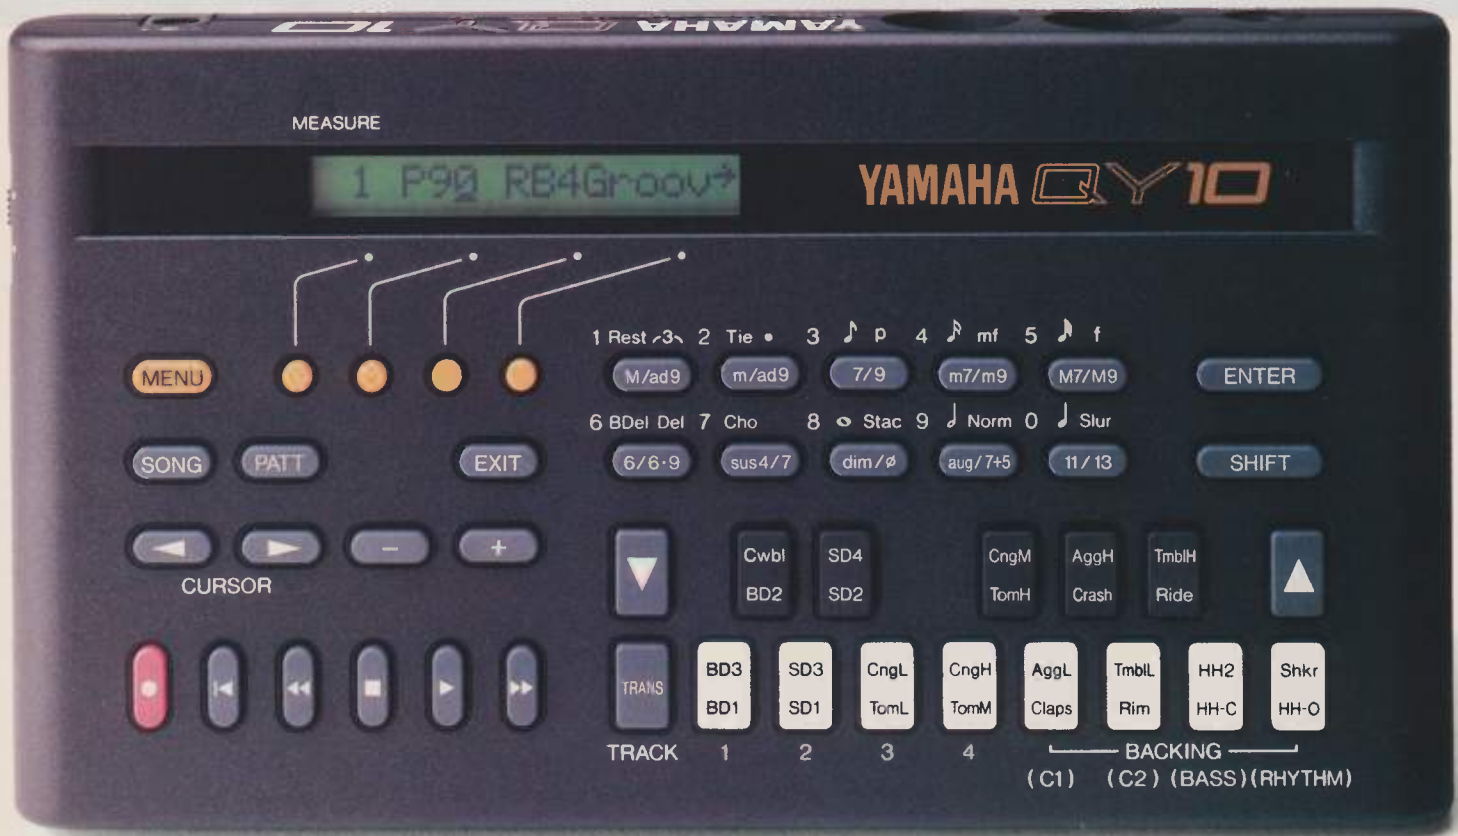 YAMAHA QY10
MEASURE
1 P90 RB4Groov→
YAMAHA QY10
1 Rest 3 2 Tie • 3 ♪ p 4 mf 5 f
MENU M/ad9 m/ad9 7/9 m7/m9 M7/M9 ENTER
6 BDel Del 7 Cho 8 Stac 9 Norm 0 Slur
SONG PATT EXIT 6/6·9 sus4/7 dim/ø aug/7+5 11/13 SHIFT
◀ ▶ − +
CURSOR
▼ Cwbl SD4 CngM AggH TmblH ▲
BD2 SD2 TomH Crash Ride
TRANS BD3 SD3 CngL CngH AggL TmblL HH2 Shkr
BD1 SD1 TomL TomM Claps Rim HH-C HH-O
TRACK 1 2 3 4 BACKING
(C1) (C2) (BASS) (RHYTHM)